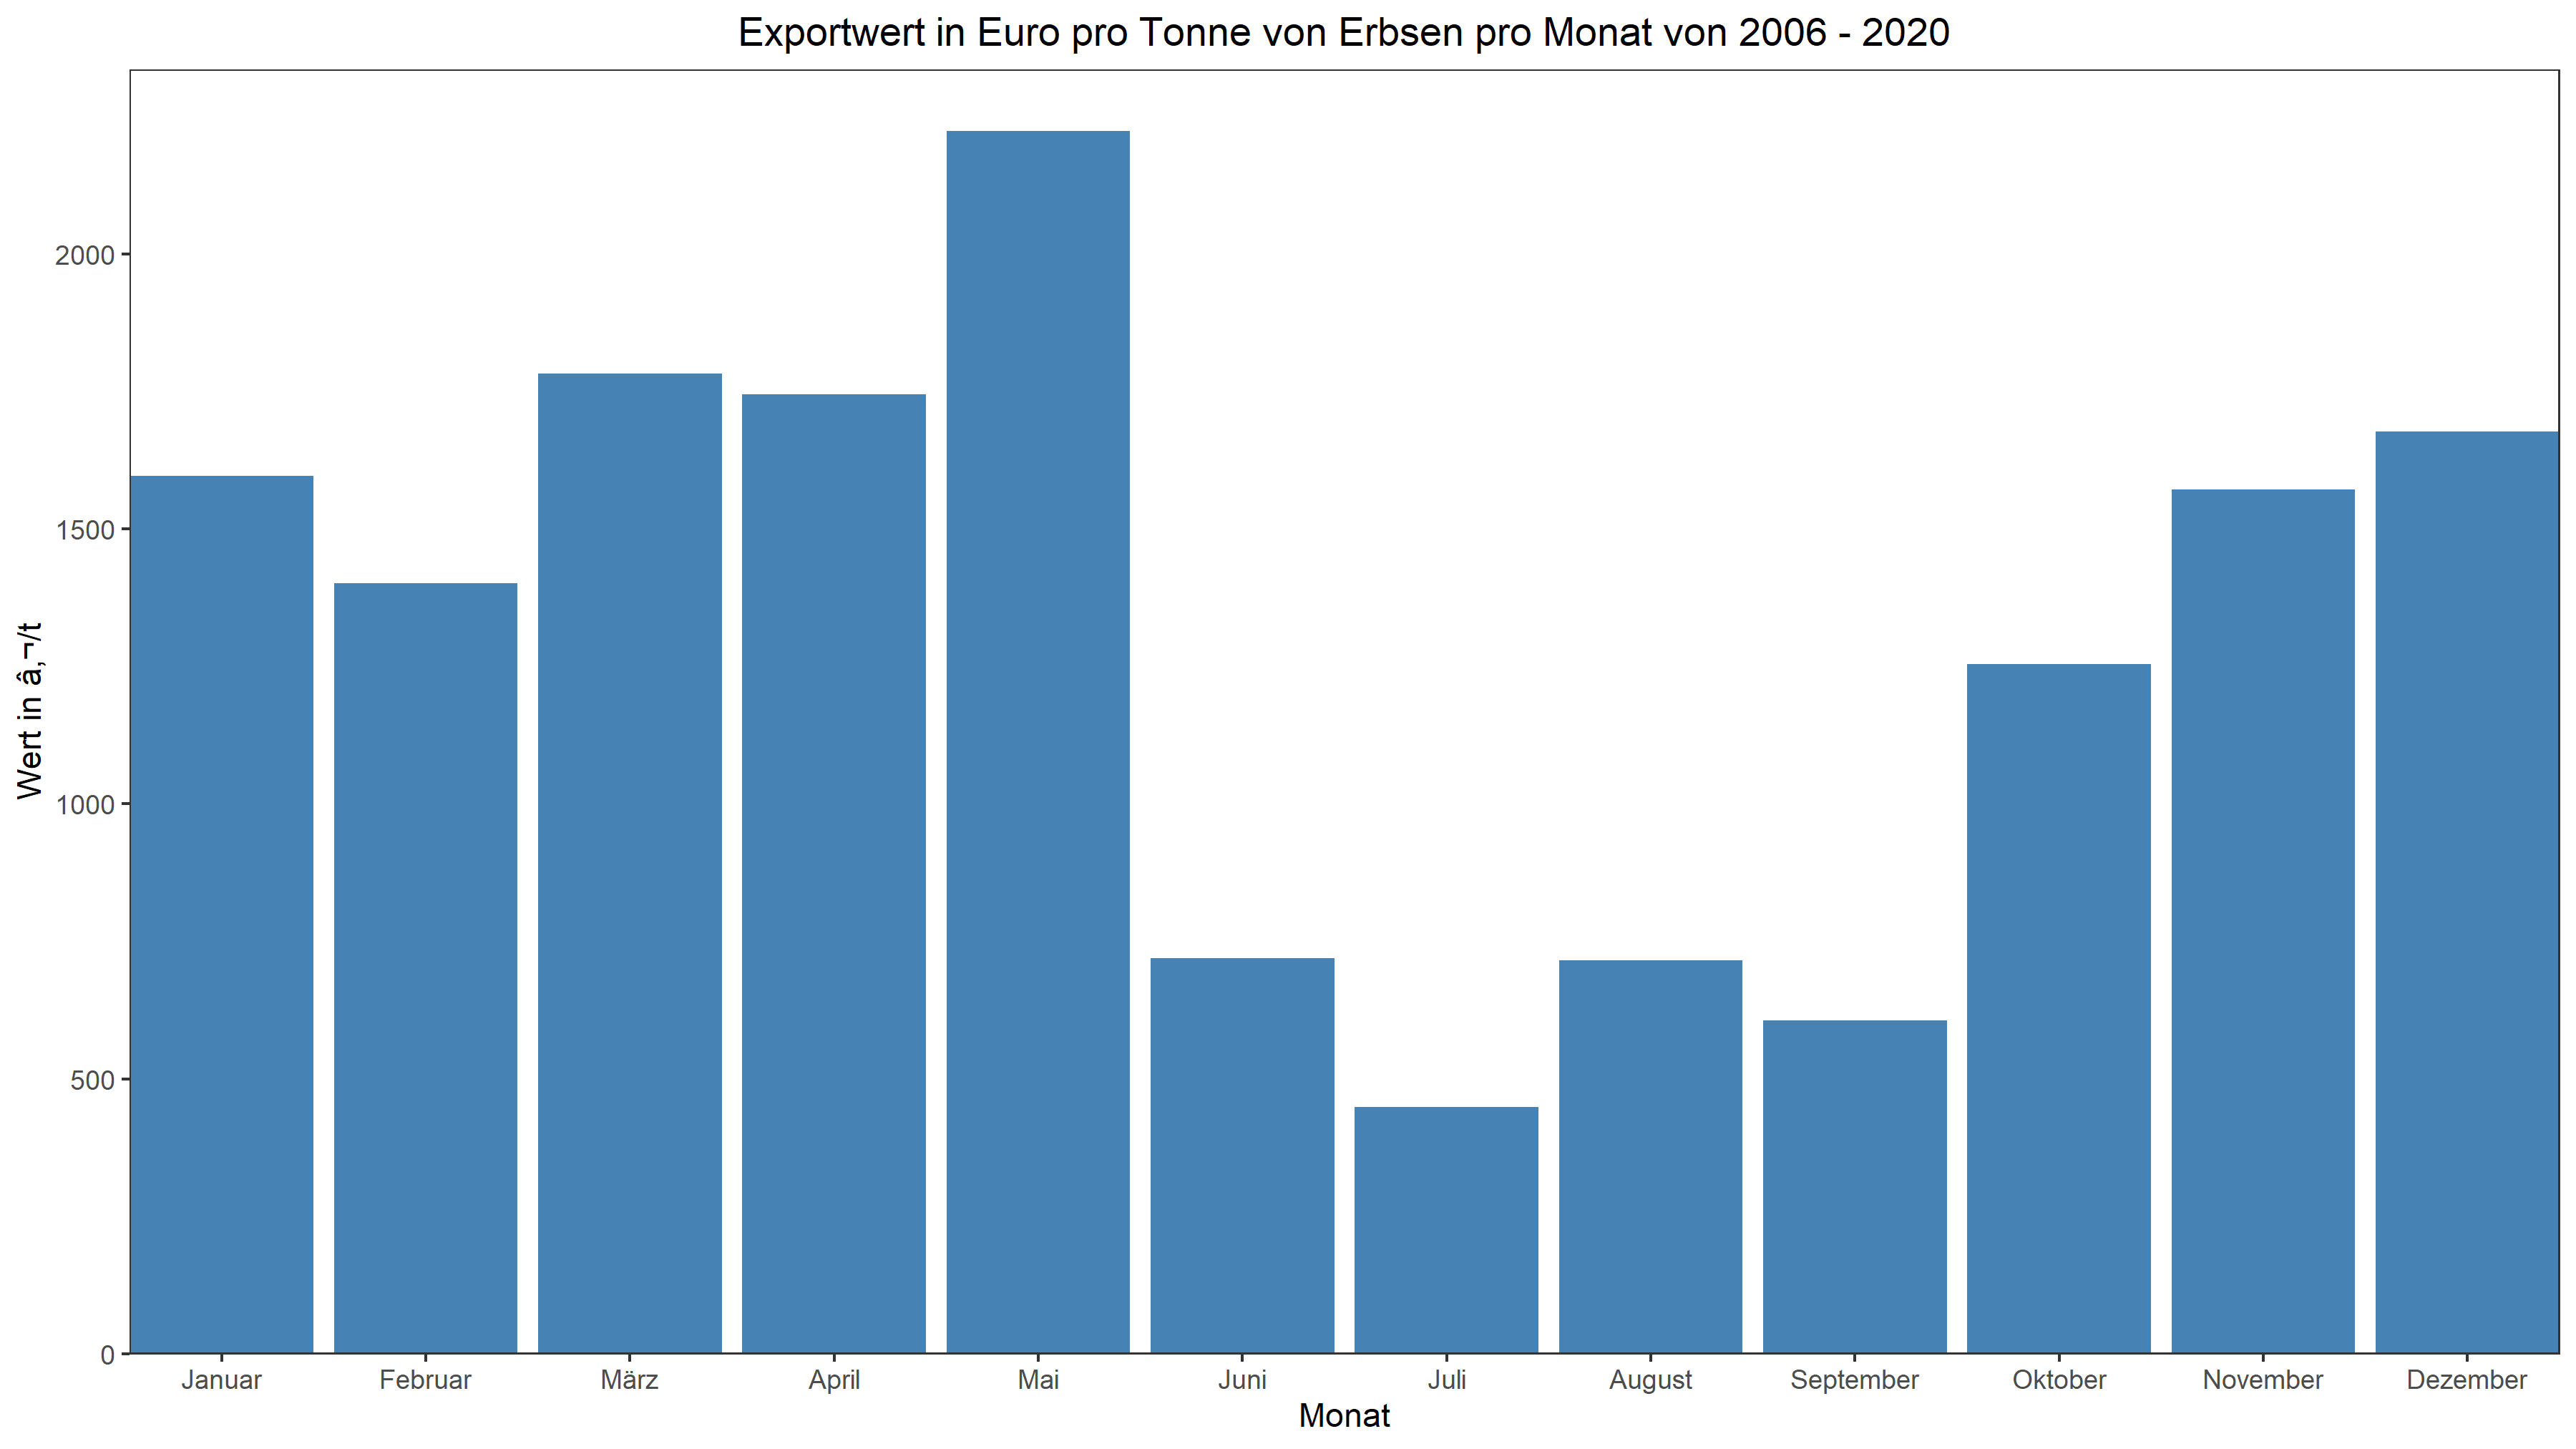 Exportwert in Euro pro Tonne von Erbsen pro Monat von 2006 - 2020
Wert in â‚¬/t
2000
1500
1000
500
0
Januar Februar März April Mai Juni Juli August September Oktober November Dezember
Monat